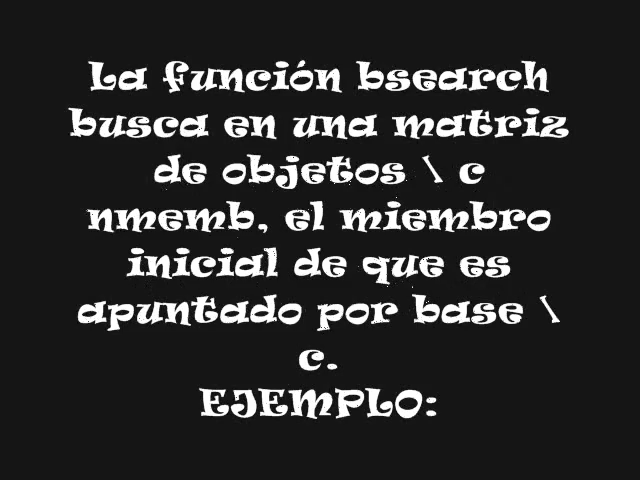 La función bsearch
busca en una matriz
de objetos \ c
nmemb, el miembro
inicial de que es
apuntado por base \
c.
EJEMPLO: